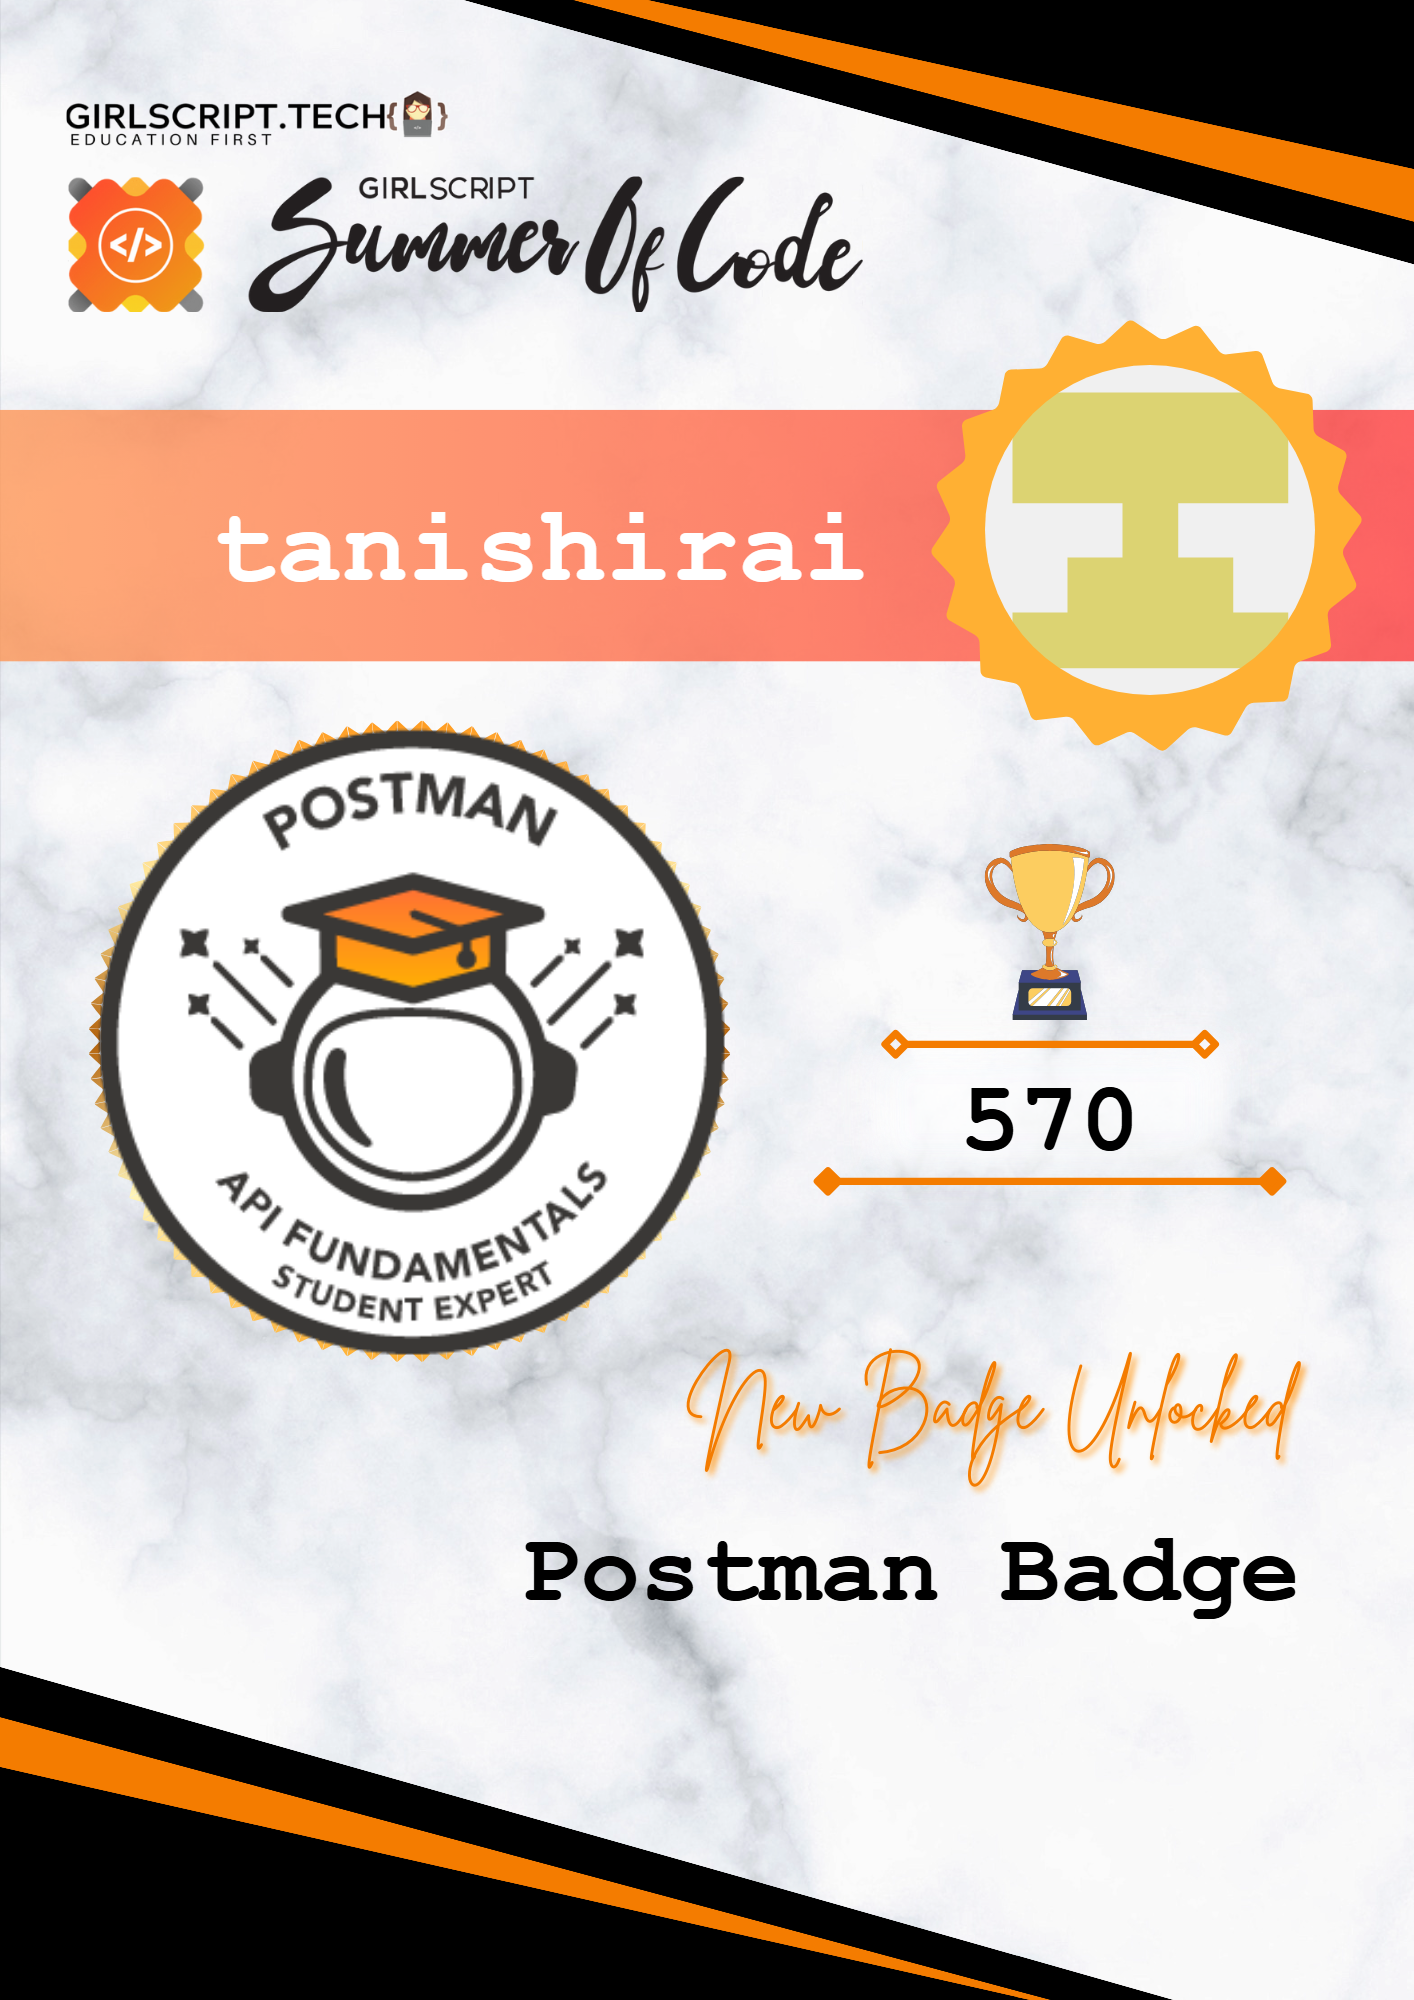 GIRLSCRIPT.TECH{ }
EDUCATION FIRST
</>
GIRLSCRIPT
Summer Of Code
tanishirai
POSTMAN
API FUNDAMENTALS
STUDENT EXPERT
570
New Badge Unlocked
Postman Badge